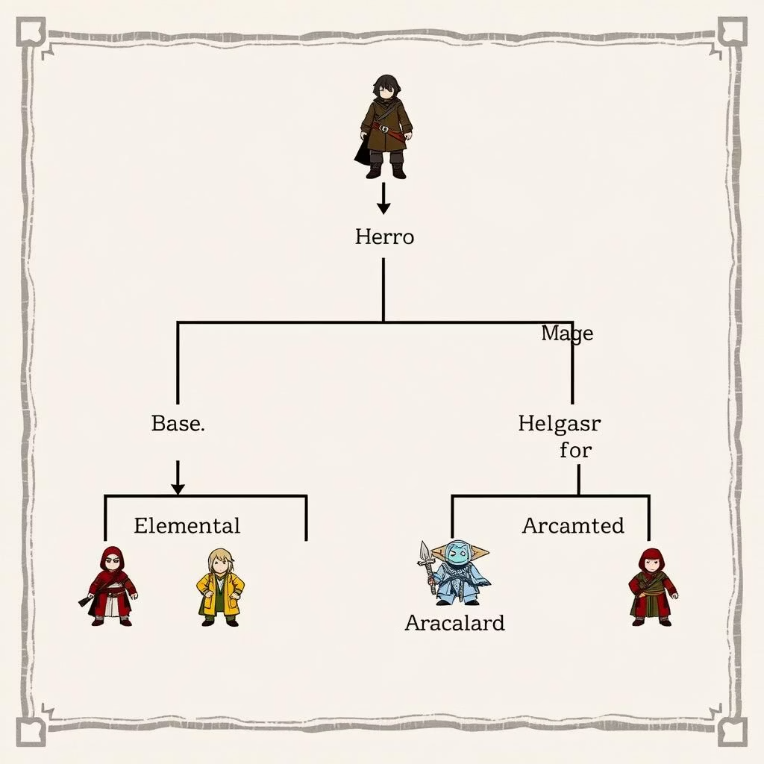 Herro
Mage
Base.
Helgasr
for
Elemental
Arcamted
Aracalard